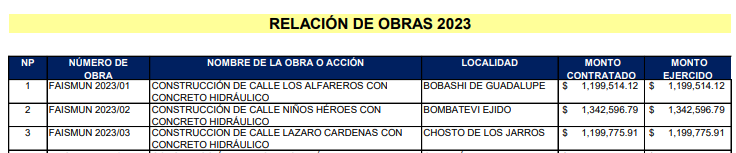 RELACIÓN DE OBRAS 2023
NP NÚMERO DE OBRA NOMBRE DE LA OBRA O ACCIÓN LOCALIDAD MONTO CONTRATADO MONTO EJERCIDO
1 FAISMUN 2023/01 CONSTRUCCIÓN DE CALLE LOS ALFAREROS CON CONCRETO HIDRÁULICO BOBASHI DE GUADALUPE $ 1,199,514.12 $ 1,199,514.12
2 FAISMUN 2023/02 CONSTRUCCIÓN DE CALLE NIÑOS HÉROES CON CONCRETO HIDRÁULICO BOMBATEVI EJIDO $ 1,342,596.79 $ 1,342,596.79
3 FAISMUN 2023/03 CONSTRUCCION DE CALLE LAZARO CARDENAS CON CONCRETO HIDRÁULICO CHOSTO DE LOS JARROS $ 1,199,775.91 $ 1,199,775.91